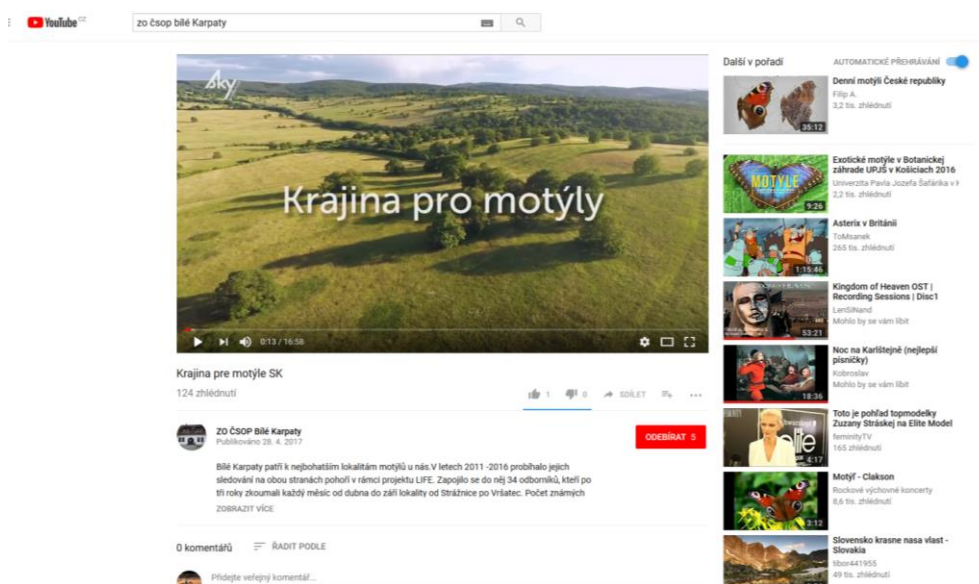 YouTube CZ
zo čsop bílé Karpaty
sky
Krajina pro motýly
0:13 / 16:58
Krajina pre motýle SK
124 zhlédnutí
1
0
SDÍLET
ZO ČSOP Bílé Karpaty
Publikováno 28. 4. 2017
ODEBÍRAT 5
Bílé Karpaty patří k nejbohatším lokalitám motýlů u nás.V letech 2011 -2016 probíhalo jejich
sledování na obou stranách pohoří v rámci projektu LIFE. Zapojilo se do něj 34 odborníků, kteří po
tři roky zkoumali každý měsíc od dubna do září lokality od Strážnice po Vršatec. Počet známých
ZOBRAZIT VÍCE
0 komentářů
ŘADIT PODLE
Přidejte veřejný komentář...
Další v pořadí
AUTOMATICKÉ PŘEHRÁVÁNÍ
Denní motýli České republiky
Filip A.
3,2 tis. zhlédnutí
35:12
Exotické motýle v Botanickej
záhrade UPJŠ v Košiciach 2016
Univerzita Pavla Jozefa Šafárika v K
2,2 tis. zhlédnutí
MOTYLE
9:26
Asterix v Británii
ToMsanek
265 tis. zhlédnutí
1:15:46
Kingdom of Heaven OST |
Recording Sessions | Disc1
LenSiNand
Mohlo by se vám líbit
53:21
Noc na Karlštejně (nejlepší
písničky)
Kobroslav
Mohlo by se vám líbit
18:36
Toto je pohľad topmodelky
Zuzany Stráskej na Elite Model
feminityTV
165 zhlédnutí
elite
4:17
Motýľ - Clakson
Rockové výchovné koncerty
8,6 tis. zhlédnutí
3:12
Slovensko krasne nasa vlast -
Slovakia
tibor441955
49 tis. zhlédnutí